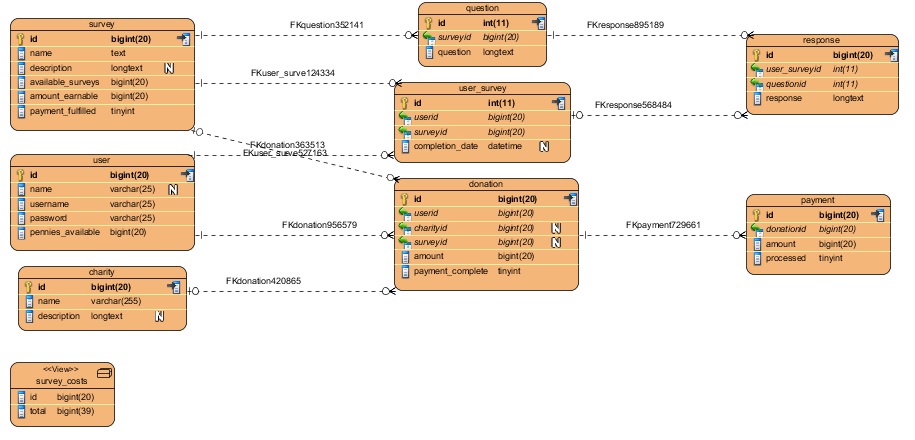 survey
id bigint(20)
name text
description longtext N
available_surveys bigint(20)
amount_earnable bigint(20)
payment_fulfilled tinyint
FKquestion352141
question
id int(11)
surveyid bigint(20)
question longtext
FKresponse895189
response
id bigint(20)
user_surveyid int(11)
questionid int(11)
response longtext
FKuser_surve124334
user_survey
id int(11)
userid bigint(20)
surveyid bigint(20)
completion_date datetime N
FKresponse568484
FKdonation363513
FKuser_surve527163
user
id bigint(20)
name varchar(25) N
username varchar(25)
password varchar(25)
pennies_available bigint(20)
FKdonation956579
donation
id bigint(20)
userid bigint(20)
charityid bigint(20) N
surveyid bigint(20) N
amount bigint(20)
payment_complete tinyint
FKpayment729661
payment
id bigint(20)
donationid bigint(20)
amount bigint(20)
processed tinyint
charity
id bigint(20)
name varchar(255)
description longtext N
FKdonation420865
<<View>>
survey_costs
id bigint(20)
total bigint(39)